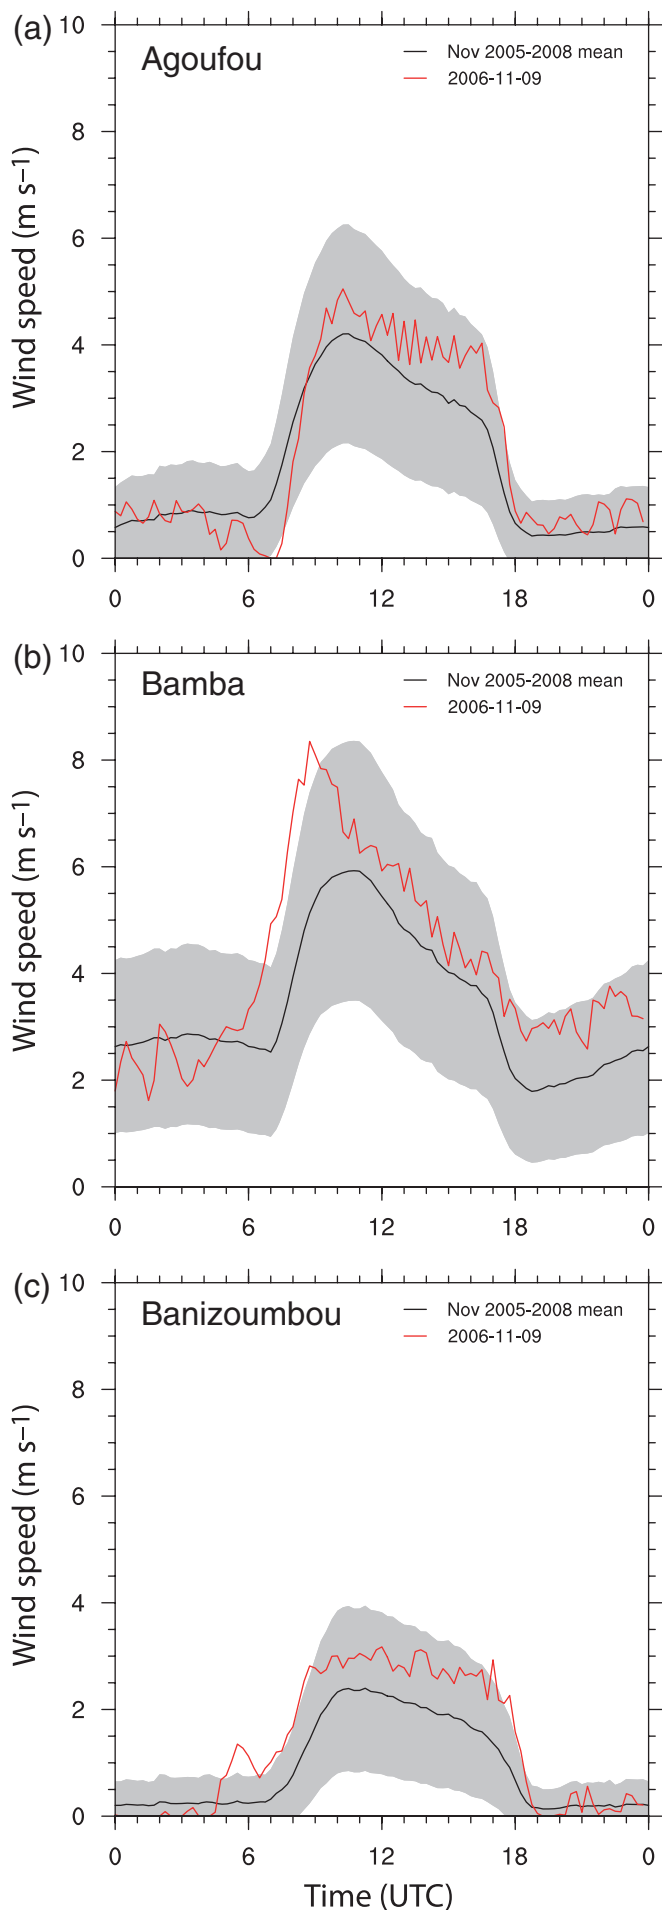 (a)
Agoufou
Nov 2005-2008 mean
2006-11-09
Wind speed (m s−1)
10
8
6
4
2
0
0 6 12 18 0
(b)
Bamba
Nov 2005-2008 mean
2006-11-09
Wind speed (m s−1)
10
8
6
4
2
0
0 6 12 18 0
(c)
Banizoumbou
Nov 2005-2008 mean
2006-11-09
Wind speed (m s−1)
10
8
6
4
2
0
0 6 12 18 0
Time (UTC)